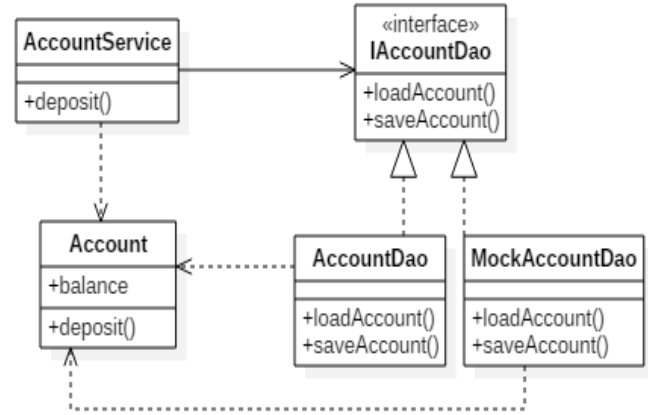 AccountService
+deposit()
«interface»
IAccountDao
+loadAccount()
+saveAccount()
Account
+balance
+deposit()
AccountDao
+loadAccount()
+saveAccount()
MockAccountDao
+loadAccount()
+saveAccount()